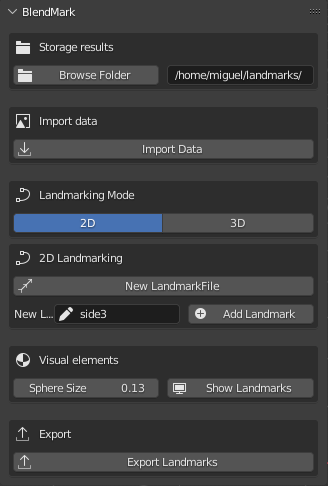 BlendMark
Storage results
Browse Folder /home/miguel/landmarks/
Import data
Import Data
Landmarking Mode
2D 3D
2D Landmarking
New LandmarkFile
New L... side3 Add Landmark
Visual elements
Sphere Size 0.13 Show Landmarks
Export
Export Landmarks